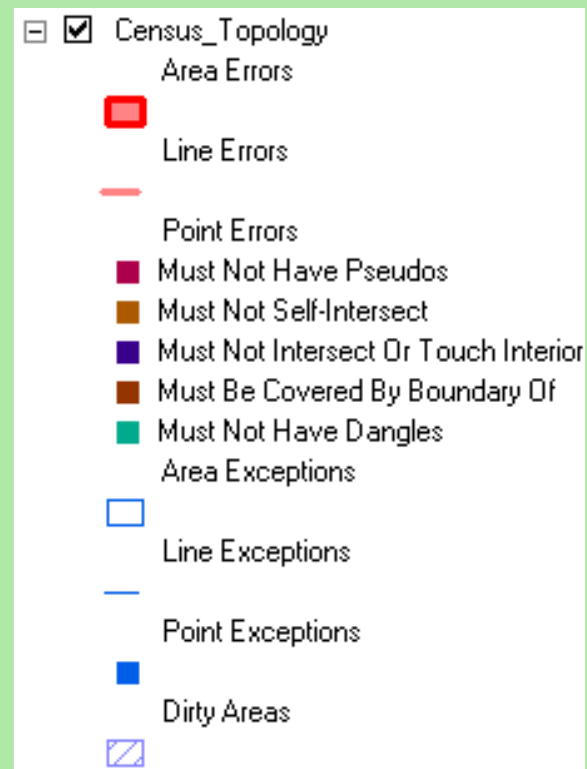 Census_Topology
Area Errors
Line Errors
Point Errors
Must Not Have Pseudos
Must Not Self-Intersect
Must Not Intersect Or Touch Interior
Must Be Covered By Boundary Of
Must Not Have Dangles
Area Exceptions
Line Exceptions
Point Exceptions
Dirty Areas